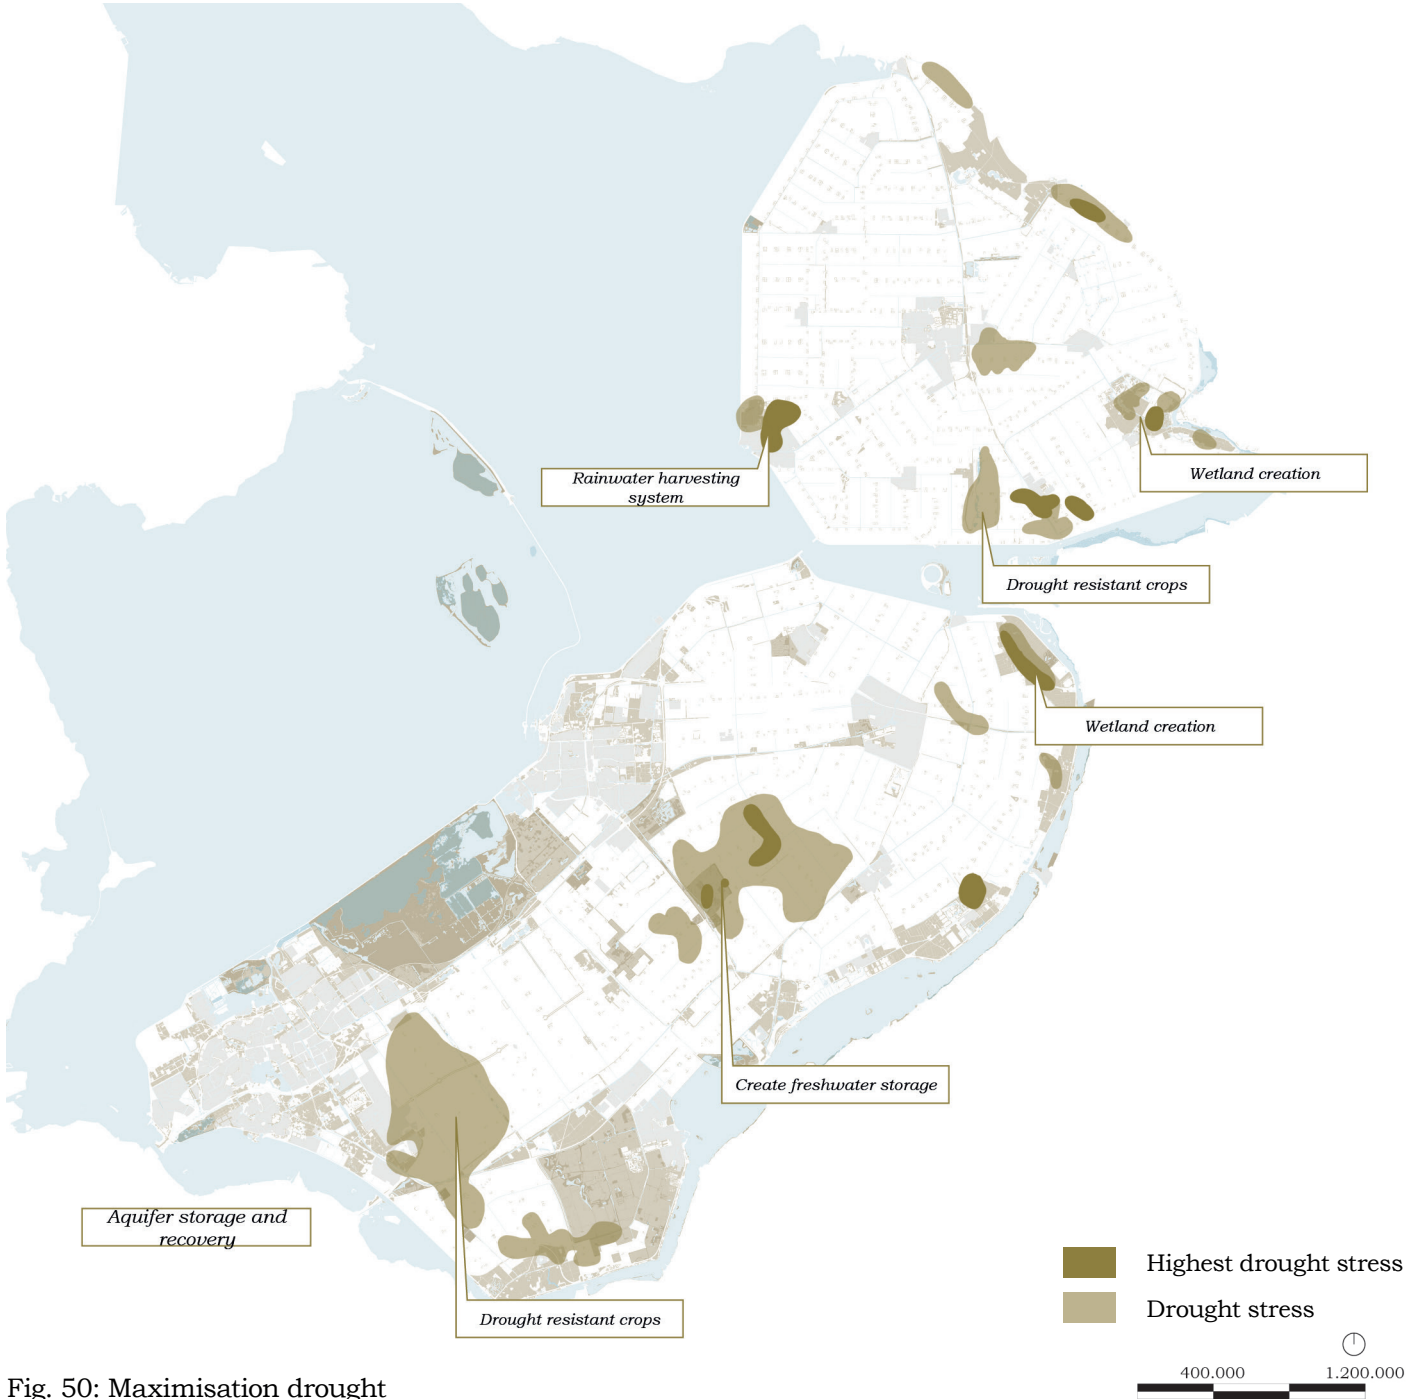 Rainwater harvesting
system
Wetland creation
Drought resistant crops
Wetland creation
Create freshwater storage
Aquifer storage and
recovery
Drought resistant crops
Highest drought stress
Drought stress
400.000
1.200.000
Fig. 50: Maximisation drought